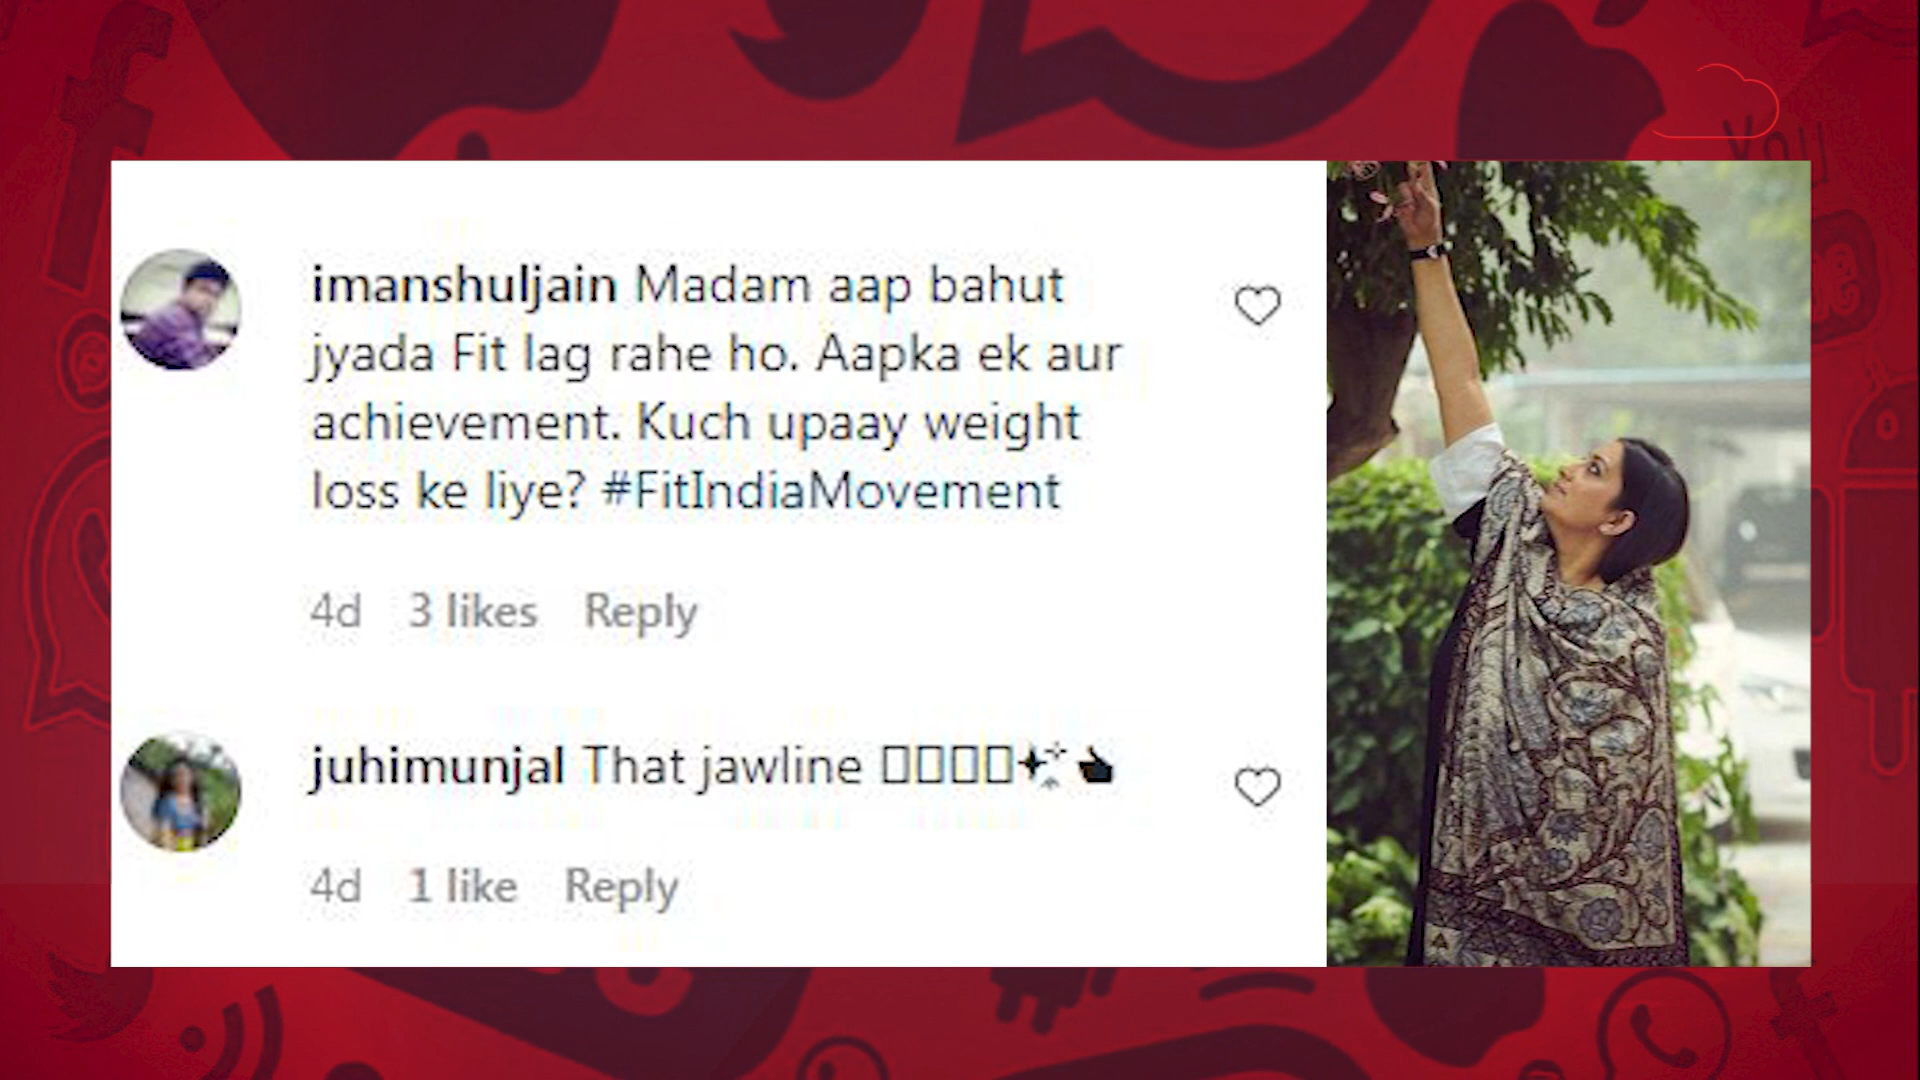 imanshuljain Madam aap bahut
jyada Fit lag rahe ho. Aapka ek aur
achievement. Kuch upaay weight
loss ke liye? #FitIndiaMovement
4d 3 likes Reply
juhimunjal That jawline
4d 1 like Reply
You